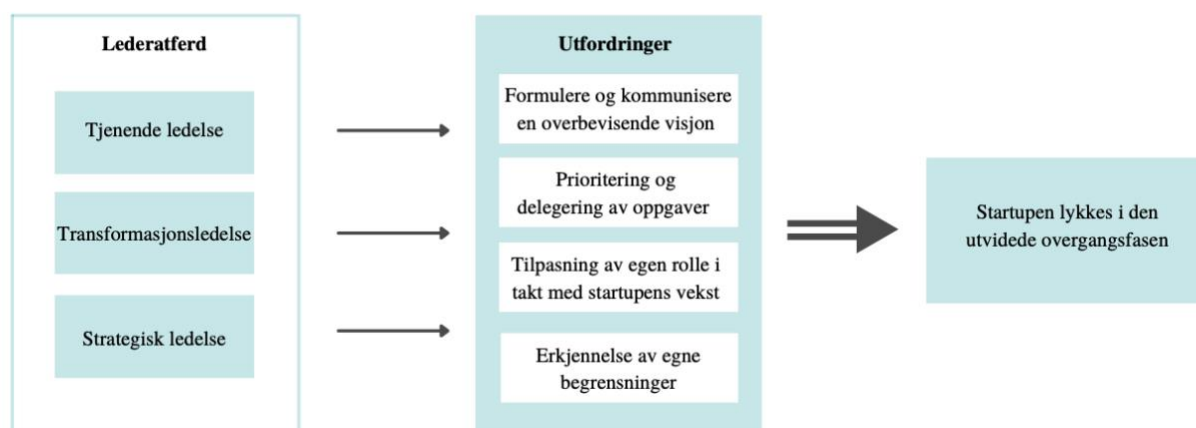 Lederatferd
Tjenende ledelse
Transformasjonsledelse
Strategisk ledelse
Utfordringer
Formulere og kommunisere
en overbevisende visjon
Prioritering og
delegering av oppgaver
Tilpasning av egen rolle i
takt med startupens vekst
Erkjennelse av egne
begrensninger
Startupen lykkes i den
utvidede overgangsfasen